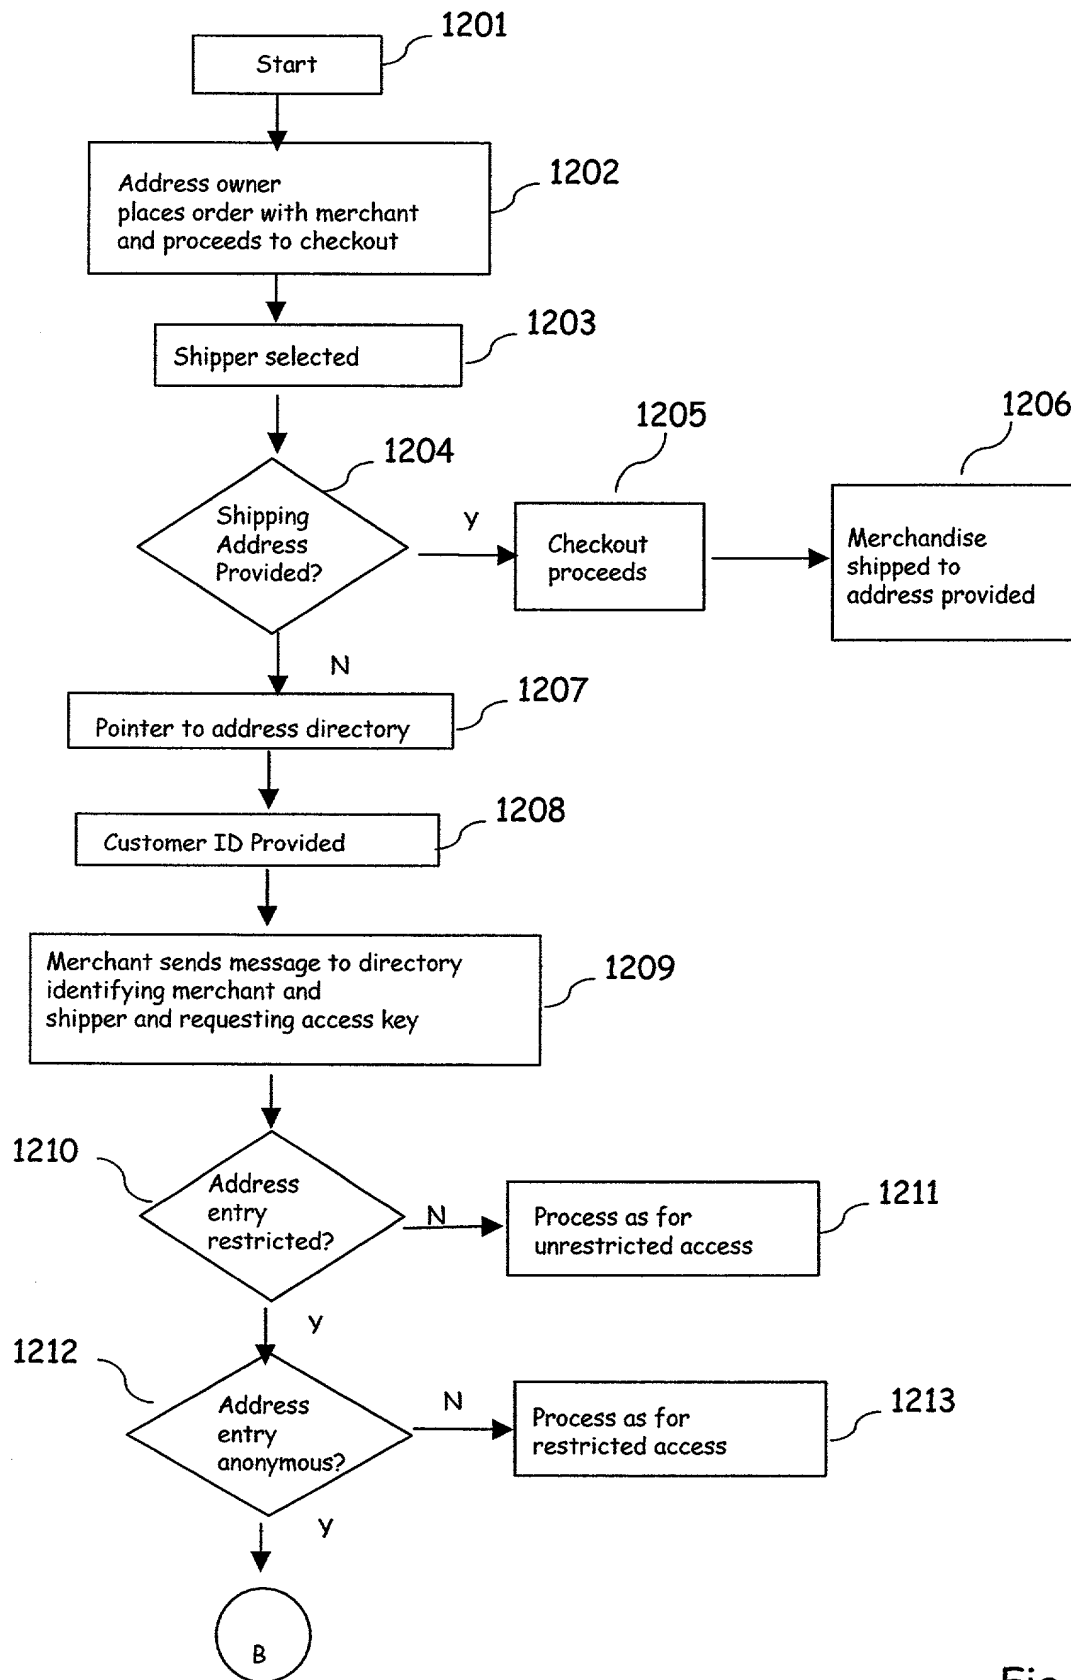 1201
Start
1202
Address owner
places order with merchant
and proceeds to checkout
1203
Shipper selected
1204
Shipping
Address
Provided?
Y
1205
Checkout
proceeds
1206
Merchandise
shipped to
address provided
N
1207
Pointer to address directory
1208
Customer ID Provided
1209
Merchant sends message to directory
identifying merchant and
shipper and requesting access key
1210
Address
entry
restricted?
N
1211
Process as for
unrestricted access
Y
1212
Address
entry
anonymous?
N
1213
Process as for
restricted access
Y
B